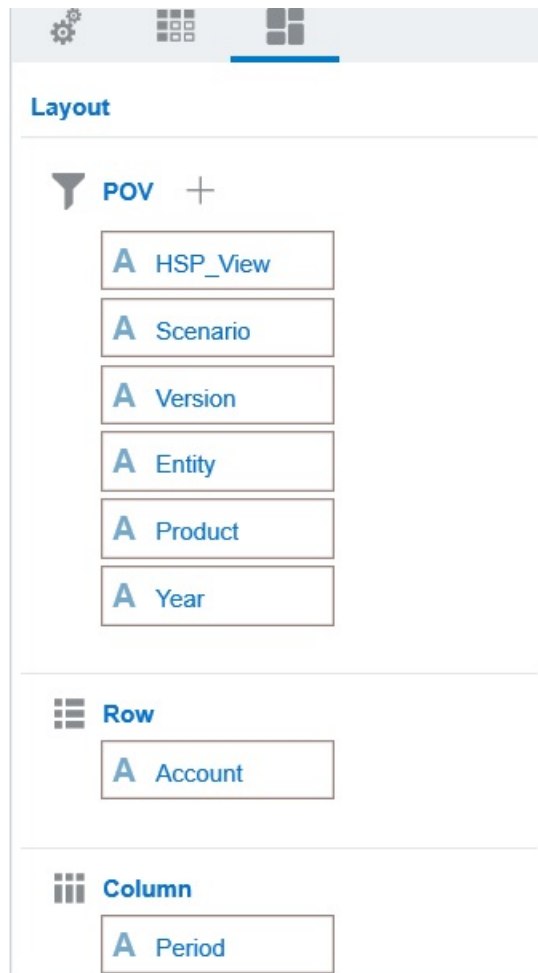 Layout
POV
A HSP_View
A Scenario
A Version
A Entity
A Product
A Year
Row
A Account
Column
A Period